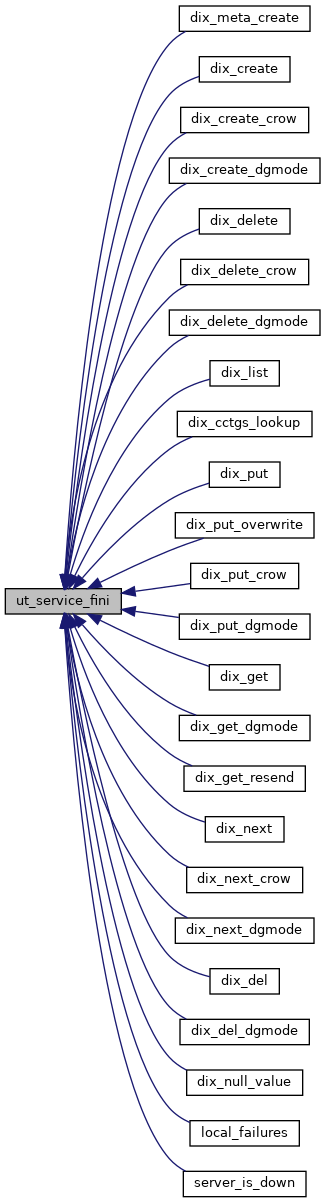 dix_meta_create
dix_create
dix_create_crow
dix_create_dgmode
dix_delete
dix_delete_crow
dix_delete_dgmode
dix_list
dix_cctgs_lookup
dix_put
dix_put_overwrite
dix_put_crow
ut_service_fini
dix_put_dgmode
dix_get
dix_get_dgmode
dix_get_resend
dix_next
dix_next_crow
dix_next_dgmode
dix_del
dix_del_dgmode
dix_null_value
local_failures
server_is_down